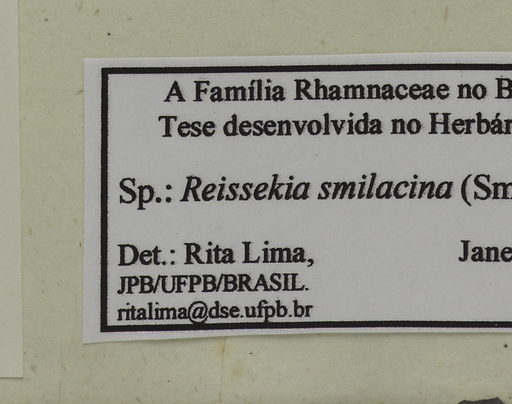 A Família Rhamnaceae no B
Tese desenvolvida no Herbár
Sp.: Reissekia smilacina (Sm
Det.: Rita Lima, Jane
JPB/UFPB/BRASIL.
ritalima@dse.ufpb.br